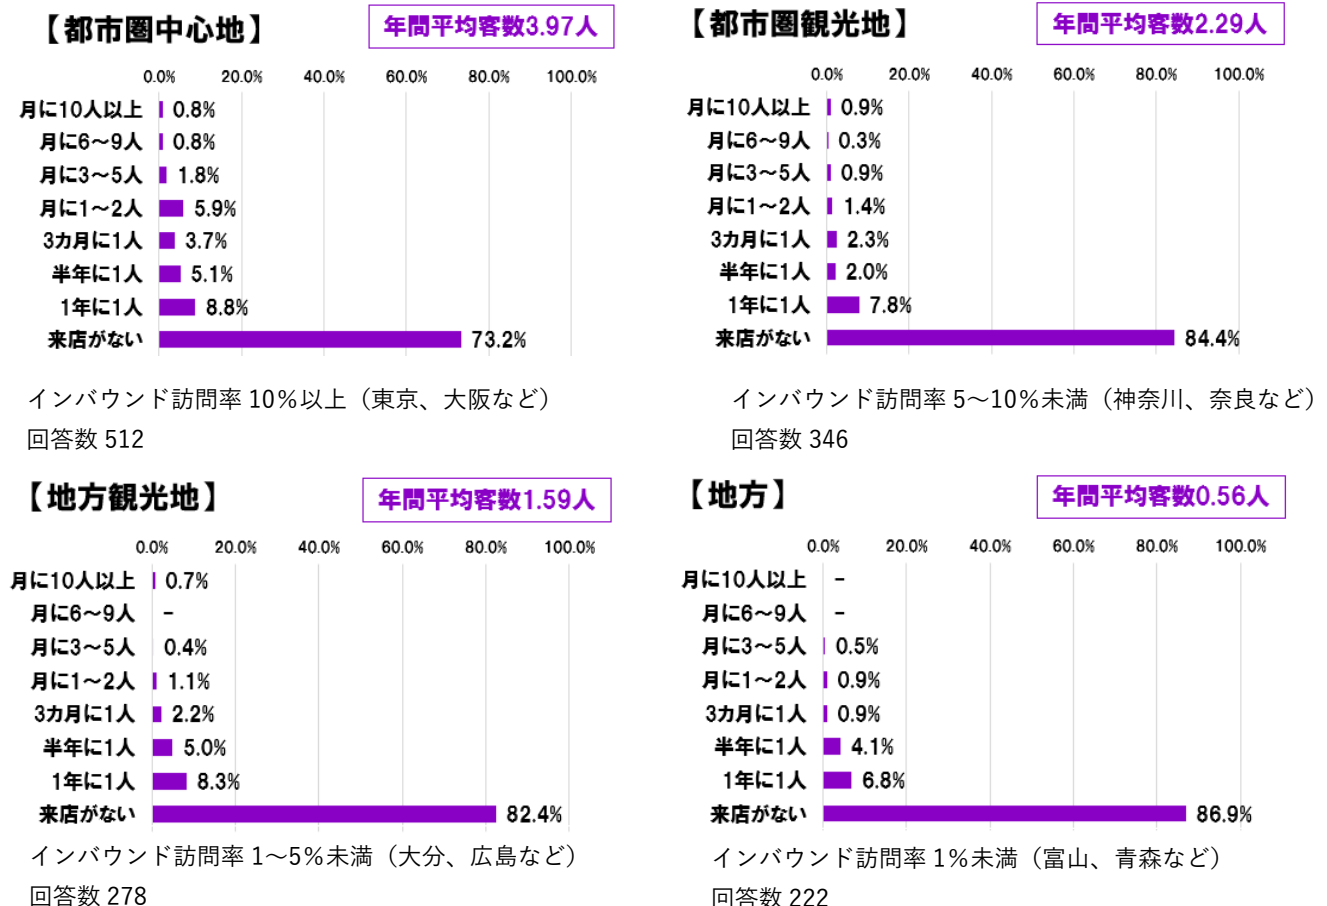 【都市圏中心地】
年間平均客数3.97人
0.0% 20.0% 40.0% 60.0% 80.0% 100.0%
月に10人以上 0.8%
月に6～9人 0.8%
月に3～5人 1.8%
月に1～2人 5.9%
3カ月に1人 3.7%
半年に1人 5.1%
1年に1人 8.8%
来店がない 73.2%
インバウンド訪問率 10%以上（東京、大阪など）
回答数 512
【都市圏観光地】
年間平均客数2.29人
0.0% 20.0% 40.0% 60.0% 80.0% 100.0%
月に10人以上 0.9%
月に6～9人 0.3%
月に3～5人 0.9%
月に1～2人 1.4%
3カ月に1人 2.3%
半年に1人 2.0%
1年に1人 7.8%
来店がない 84.4%
インバウンド訪問率 5～10%未満（神奈川、奈良など）
回答数 346
【地方観光地】
年間平均客数1.59人
0.0% 20.0% 40.0% 60.0% 80.0% 100.0%
月に10人以上 0.7%
月に6～9人 –
月に3～5人 0.4%
月に1～2人 1.1%
3カ月に1人 2.2%
半年に1人 5.0%
1年に1人 8.3%
来店がない 82.4%
インバウンド訪問率 1～5%未満（大分、広島など）
回答数 278
【地方】
年間平均客数0.56人
0.0% 20.0% 40.0% 60.0% 80.0% 100.0%
月に10人以上 –
月に6～9人 –
月に3～5人 0.5%
月に1～2人 0.9%
3カ月に1人 0.9%
半年に1人 4.1%
1年に1人 6.8%
来店がない 86.9%
インバウンド訪問率 1%未満（富山、青森など）
回答数 222